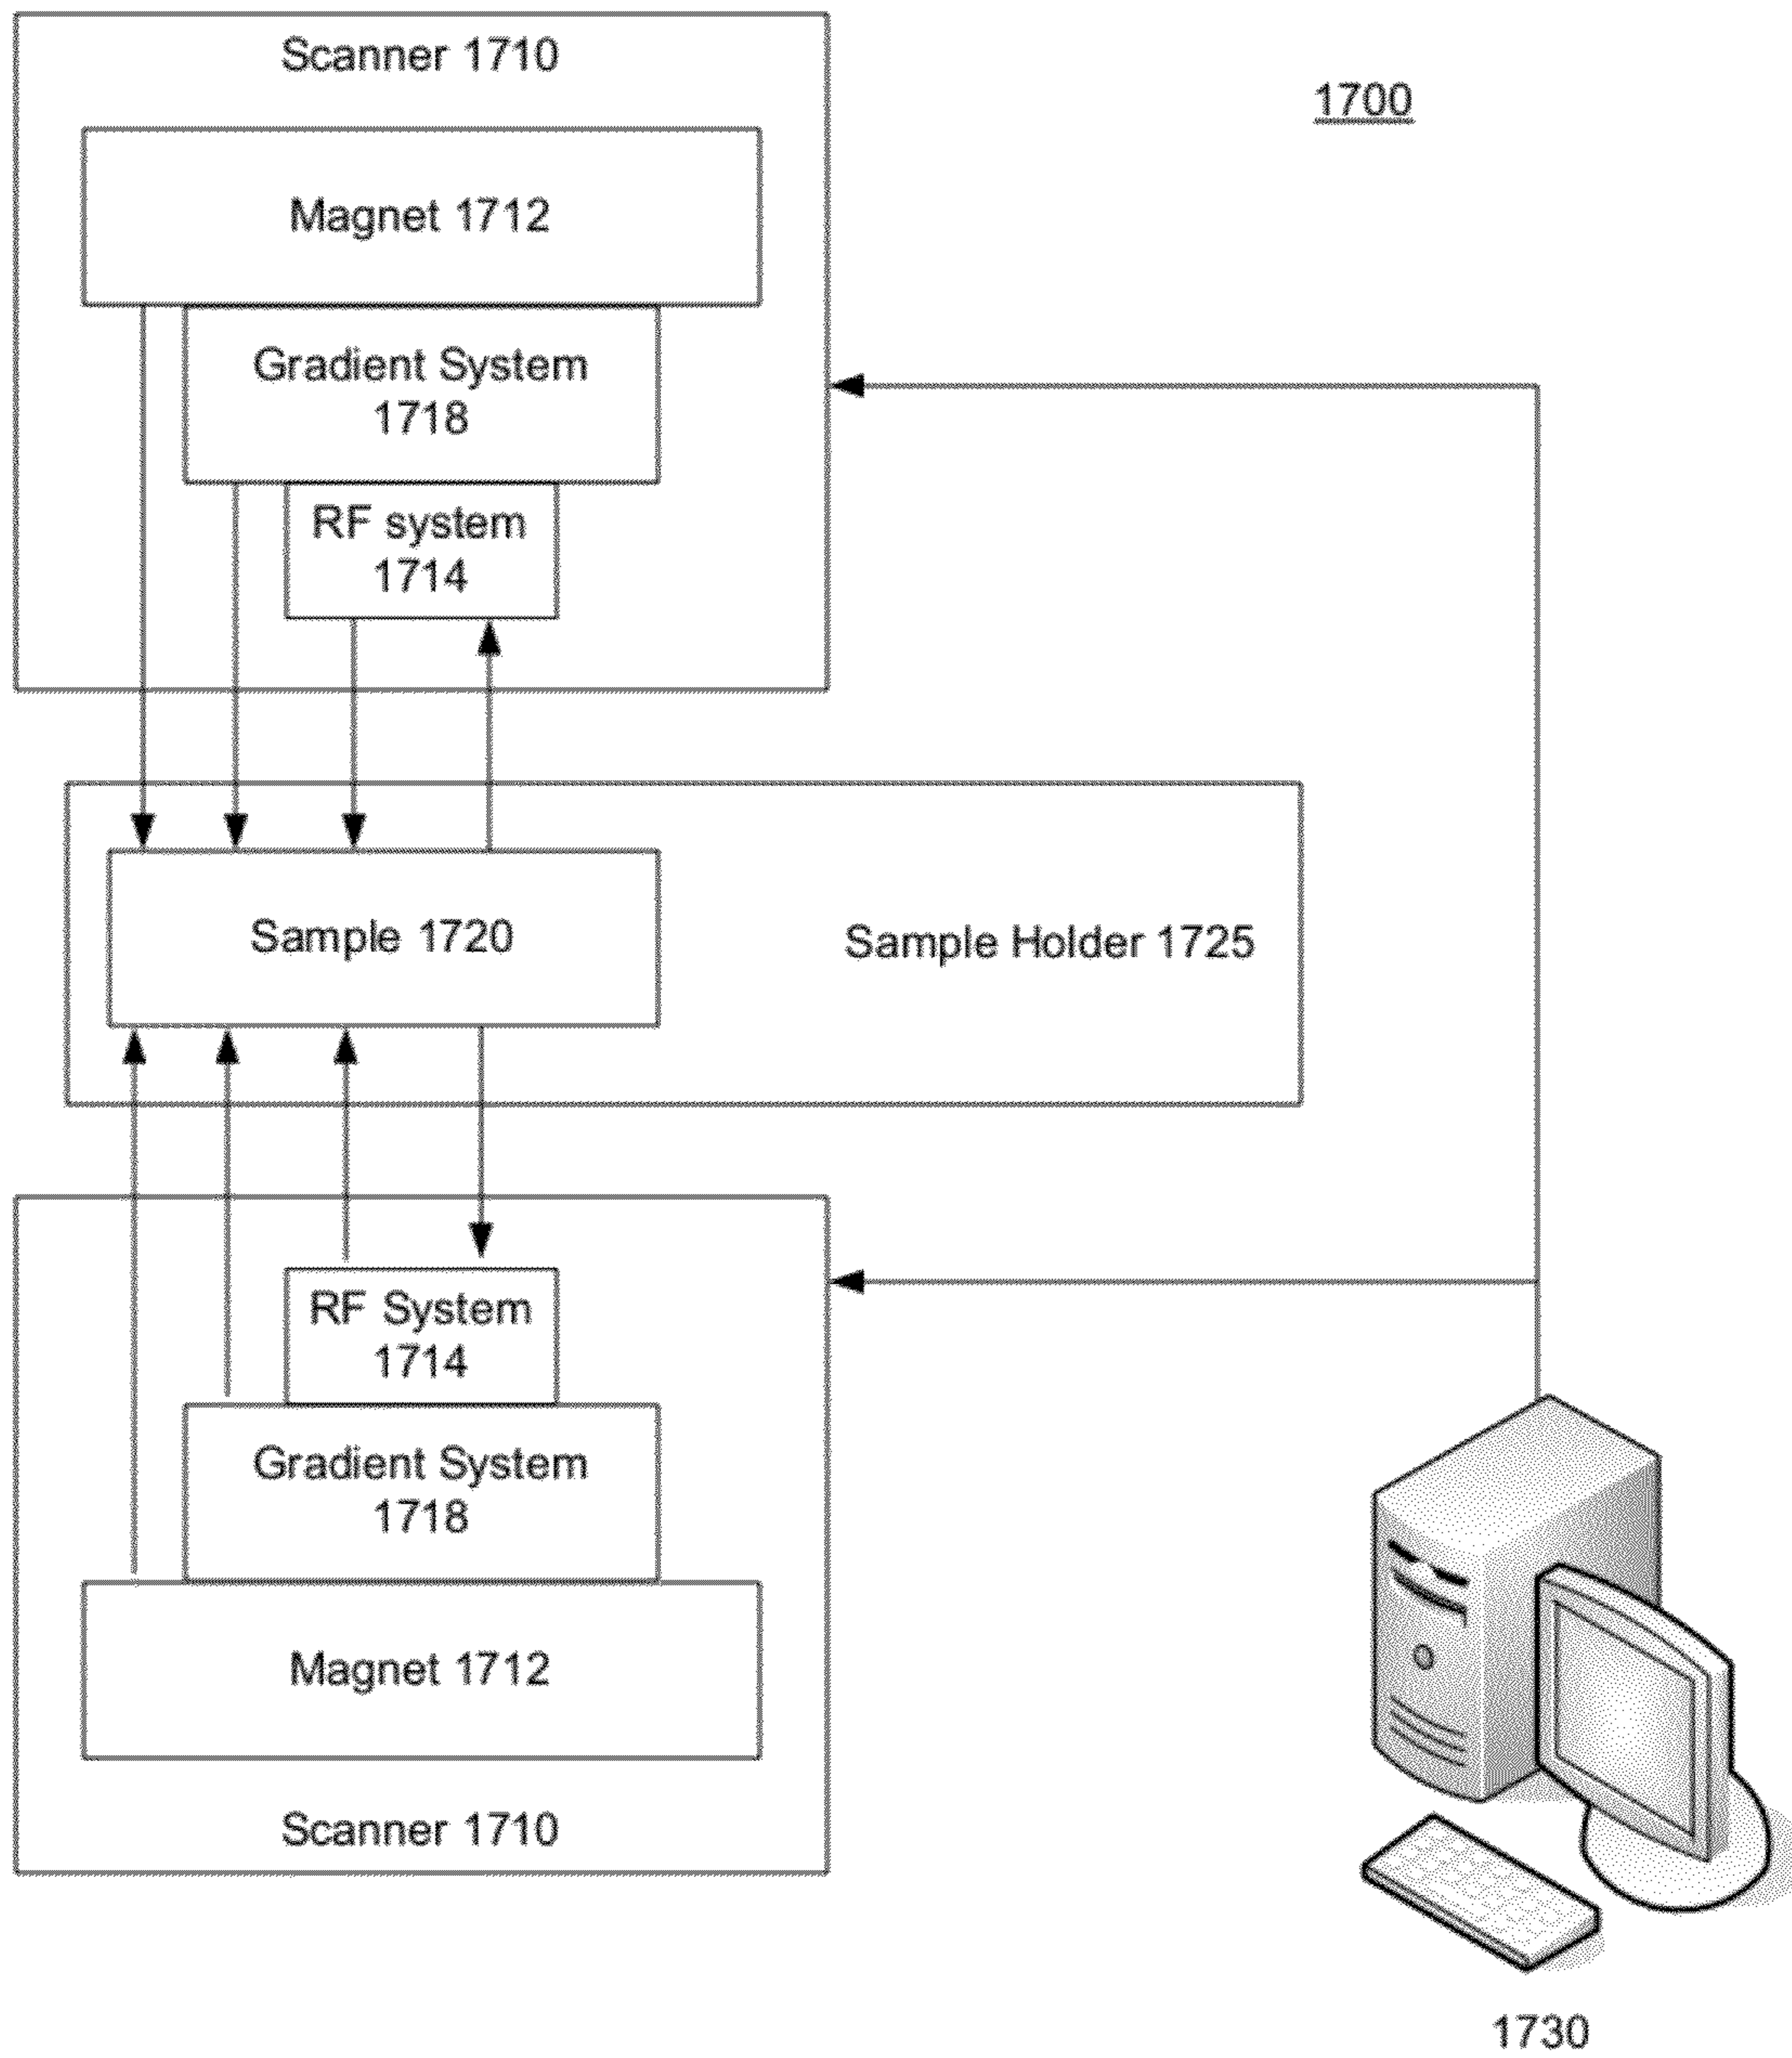 Scanner 1710
1700
Magnet 1712
Gradient System
1718
RF system
1714
Sample 1720
Sample Holder 1725
RF System
1714
Gradient System
1718
Magnet 1712
Scanner 1710
1730